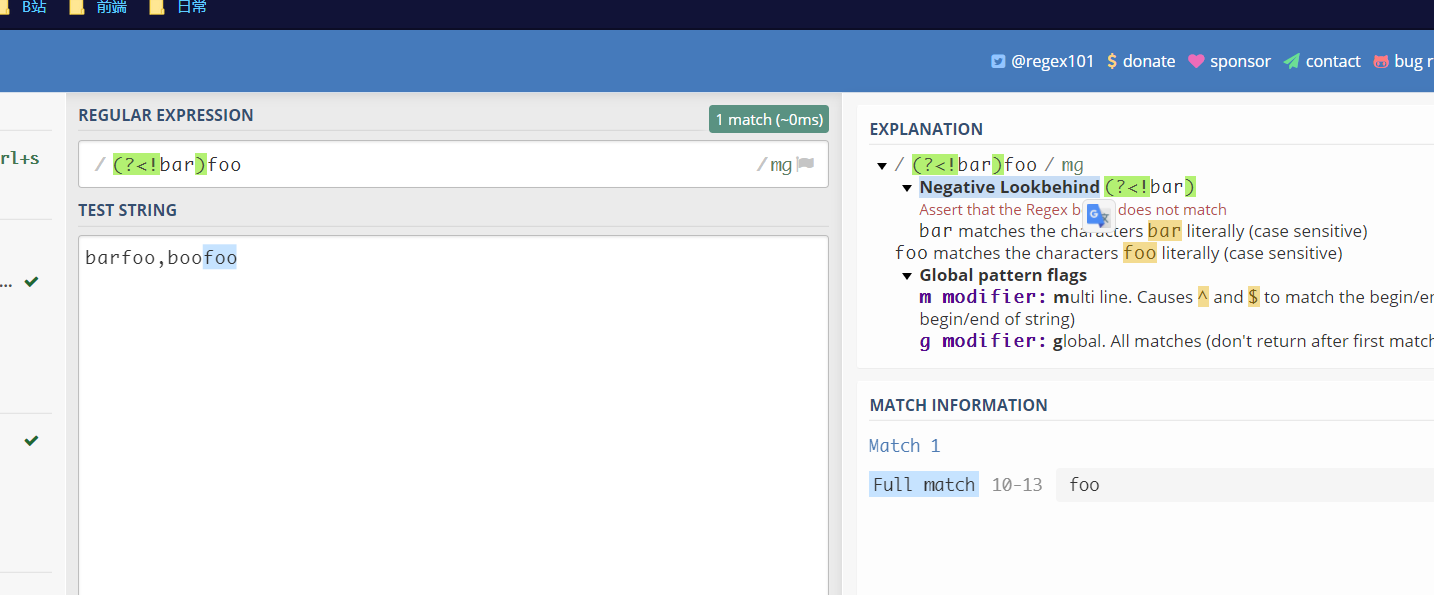 B站 前端 日常
@regex101 $ donate sponsor contact bug r
REGULAR EXPRESSION
1 match (~0ms)
rl+s
/ (?<!bar)foo / mg
TEST STRING
barfoo,boofoo
...
EXPLANATION
/ (?<!bar)foo / mg
Negative Lookbehind (?<!bar)
Assert that the Regex b does not match
bar matches the characters bar literally (case sensitive)
foo matches the characters foo literally (case sensitive)
Global pattern flags
m modifier: multi line. Causes ^ and $ to match the begin/en
begin/end of string)
g modifier: global. All matches (don't return after first match
MATCH INFORMATION
Match 1
Full match 10-13 foo